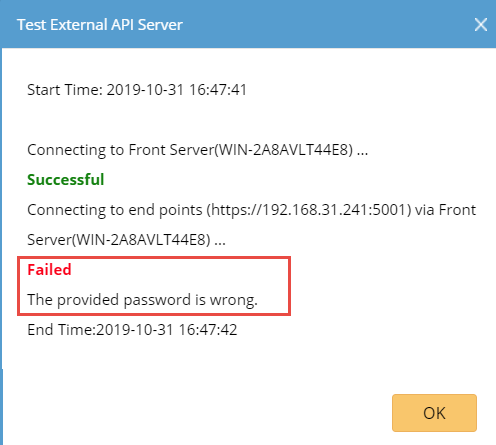 Test External API Server
Start Time: 2019-10-31 16:47:41
Connecting to Front Server(WIN-2A8AVLT44E8) ...
Successful
Connecting to end points (https://192.168.31.241:5001) via Front
Server(WIN-2A8AVLT44E8) ...
Failed
The provided password is wrong.
End Time:2019-10-31 16:47:42
OK